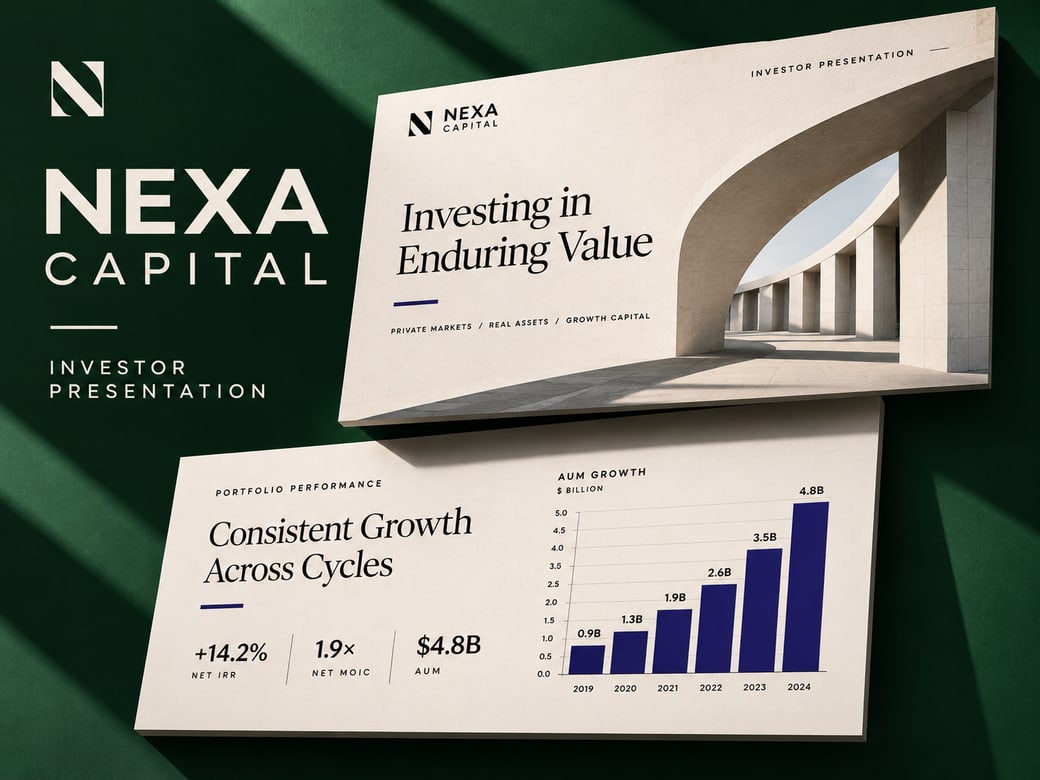 NEXA
CAPITAL
INVESTOR
PRESENTATION
NEXA
CAPITAL
INVESTOR PRESENTATION
Investing in
Enduring Value
PRIVATE MARKETS / REAL ASSETS / GROWTH CAPITAL
PORTFOLIO PERFORMANCE
Consistent Growth
Across Cycles
+14.2%
NET IRR
1.9×
NET MOIC
$4.8B
AUM
AUM GROWTH
$ BILLION
5.0
4.5
4.0
3.5
2.5
2.0
1.5
1.0
0.5
0.0
0.9B
1.3B
1.9B
2.6B
3.5B
4.8B
2019 2020 2021 2022 2023 2024